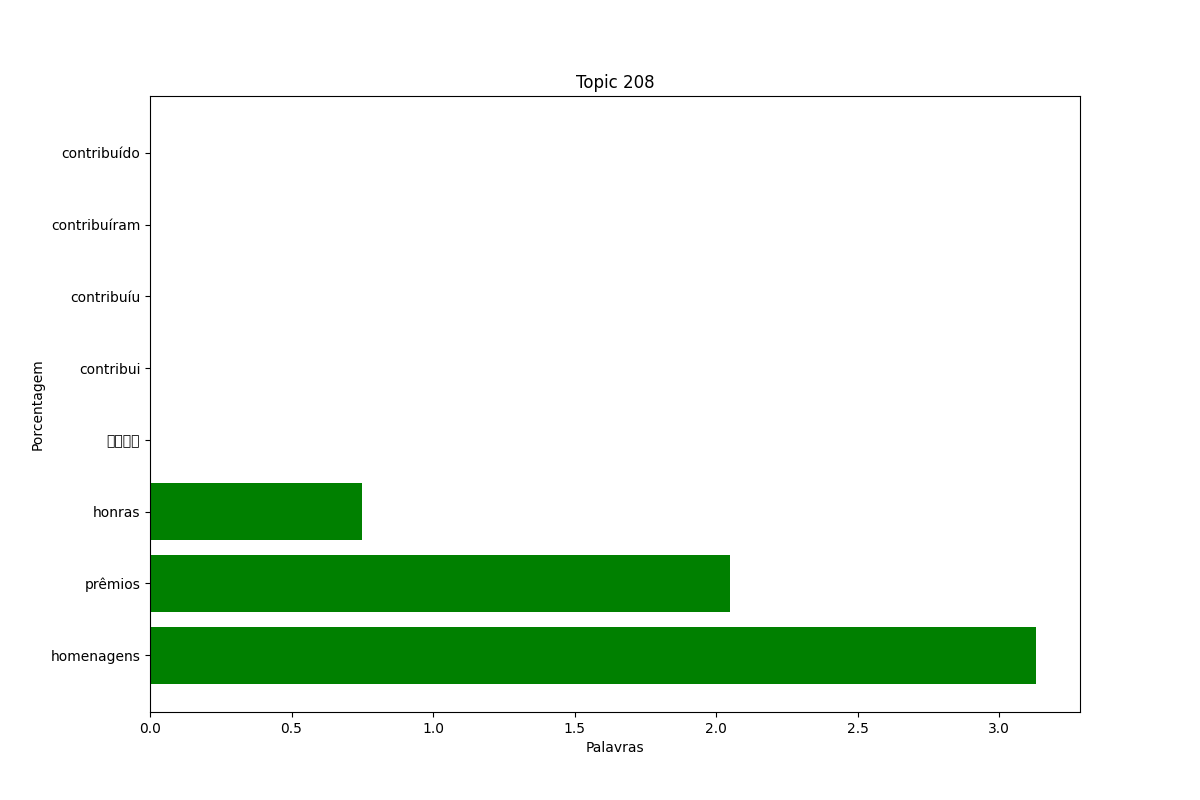 Topic 208
contribuído
contribuíram
contribuíu
contribui
honras
prêmios
homenagens
Porcentagem
0.0 0.5 1.0 1.5 2.0 2.5 3.0
Palavras